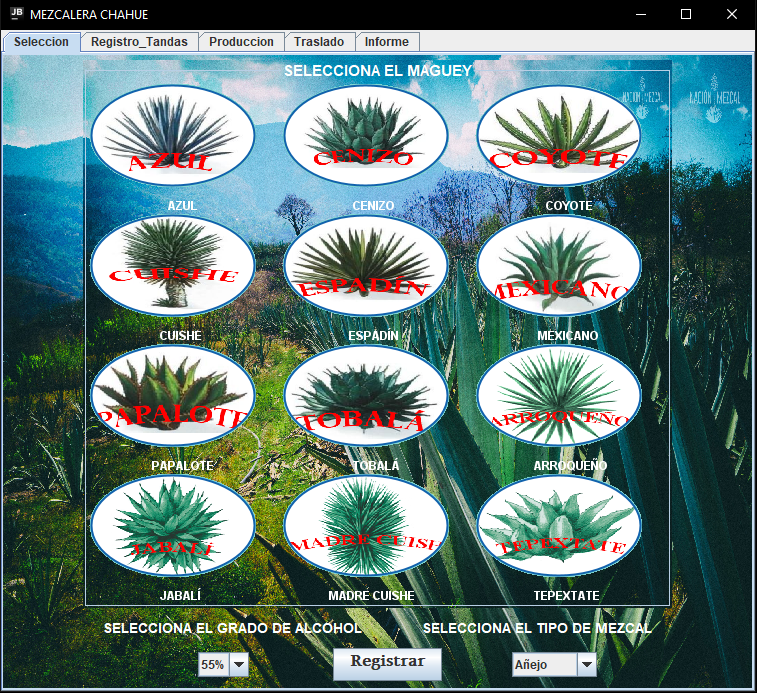 JB MEZCALERA CHAHUE
Seleccion Registro_Tandas Produccion Traslado Informe
SELECCIONA EL MAGUEY
NACIÓN MEZCAL NACIÓN MEZCAL
AZUL CENIZO COYOTE
AZUL CENIZO COYOTE
CUISHE ESPADÍN MEXICANO
CUISHE ESPADÍN MEXICANO
PAPALOTE TOBALÁ ARROQUEÑO
PAPALOTE TOBALÁ ARROQUEÑO
JABALÍ MADRE CUISH TEPEXTATE
JABALÍ MADRE CUISHE TEPEXTATE
SELECCIONA EL GRADO DE ALCOHOL SELECCIONA EL TIPO DE MEZCAL
55% Registrar Añejo